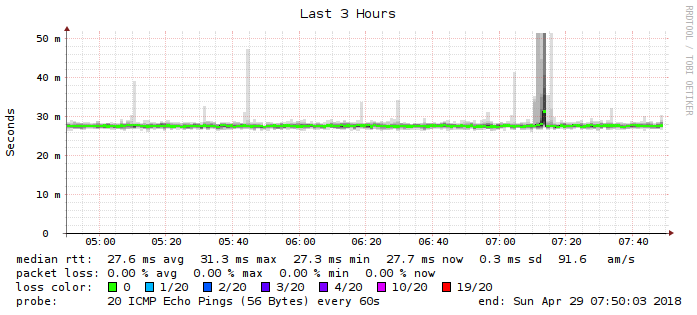 Last 3 Hours
RRDTOOL / TOBI OETIKER
Seconds
50 m
40 m
30 m
20 m
10 m
0
05:00 05:20 05:40 06:00 06:20 06:40 07:00 07:20 07:40
median rtt: 27.6 ms avg 31.3 ms max 27.3 ms min 27.7 ms now 0.3 ms sd 91.6 am/s
packet loss: 0.00 % avg 0.00 % max 0.00 % min 0.00 % now
loss color: 0 1/20 2/20 3/20 4/20 10/20 19/20
probe: 20 ICMP Echo Pings (56 Bytes) every 60s end: Sun Apr 29 07:50:03 2018